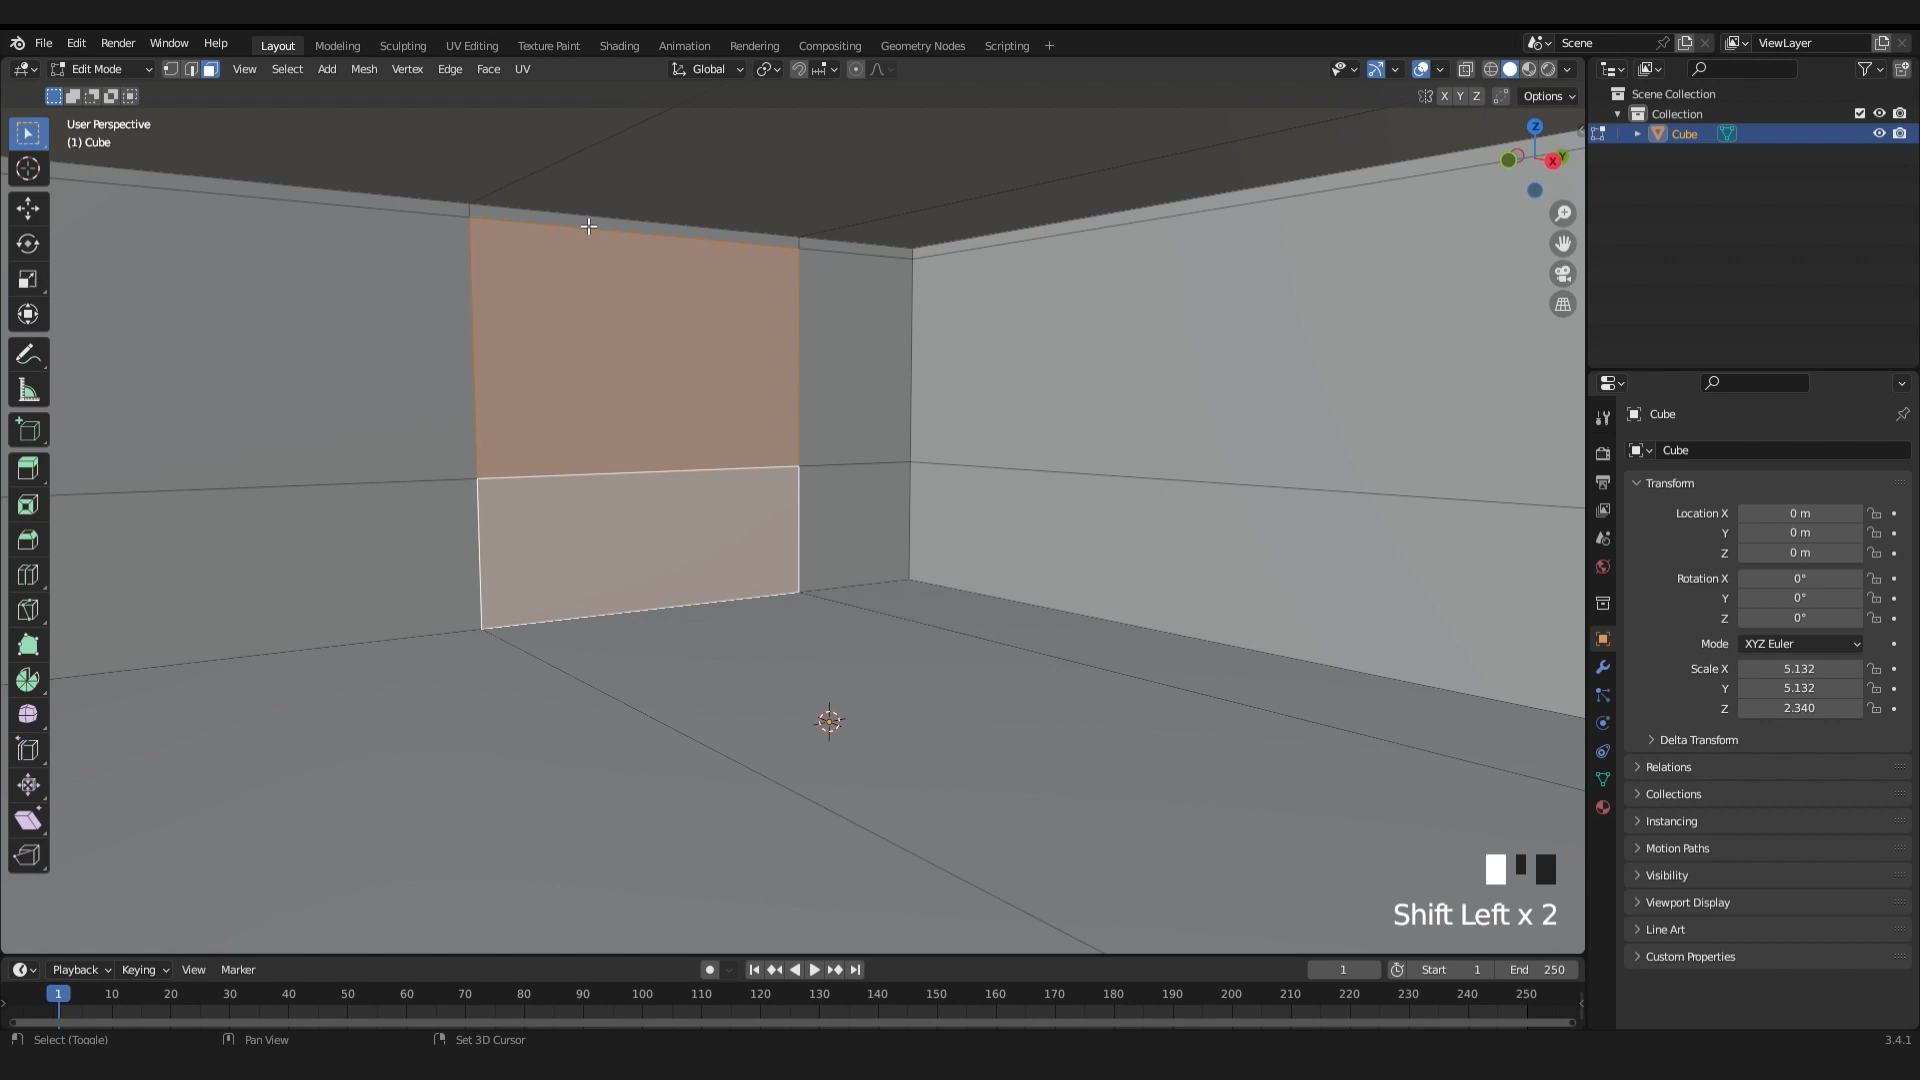 File Edit Render Window Help Layout Modeling Sculpting UV Editing Texture Paint Shading Animation Rendering Compositing Geometry Nodes Scripting + Scene ViewLayer
Edit Mode View Select Add Mesh Vertex Edge Face UV Global
X Y Z Options
User Perspective
(1) Cube
Z
X Y
Scene Collection
Collection
Cube
Cube
Cube
Transform
Location X 0 m
Y 0 m
Z 0 m
Rotation X 0°
Y 0°
Z 0°
Mode XYZ Euler
Scale X 5.132
Y 5.132
Z 2.340
Delta Transform
Relations
Collections
Instancing
Motion Paths
Visibility
Viewport Display
Line Art
Custom Properties
Shift Left x 2
Playback Keying View Marker 1 Start 1 End 250
1 10 20 30 40 50 60 70 80 90 100 110 120 130 140 150 160 170 180 190 200 210 220 230 240 250
Select (Toggle) Pan View Set 3D Cursor 3.4.1